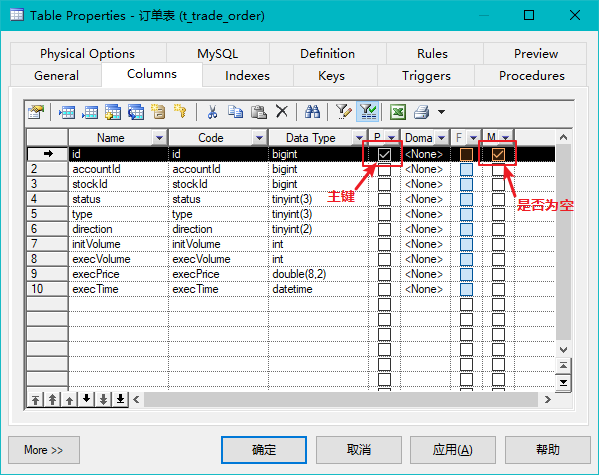 Table Properties - 订单表 (t_trade_order)
Physical Options MySQL Definition Rules Preview
General Columns Indexes Keys Triggers Procedures
Name Code Data Type P Doma F M
id id bigint <None>
2 accountId accountId bigint <None>
3 stockId stockId bigint <None>
4 status status tinyint(3) <None>
5 type type tinyint(3) <None>
6 direction direction tinyint(2) <None>
7 initVolume initVolume int <None>
8 execVolume execVolume int <None>
9 execPrice execPrice double(8,2) <None>
10 execTime execTime datetime <None>
主键
是否为空
More >> 确定 取消 应用(A) 帮助